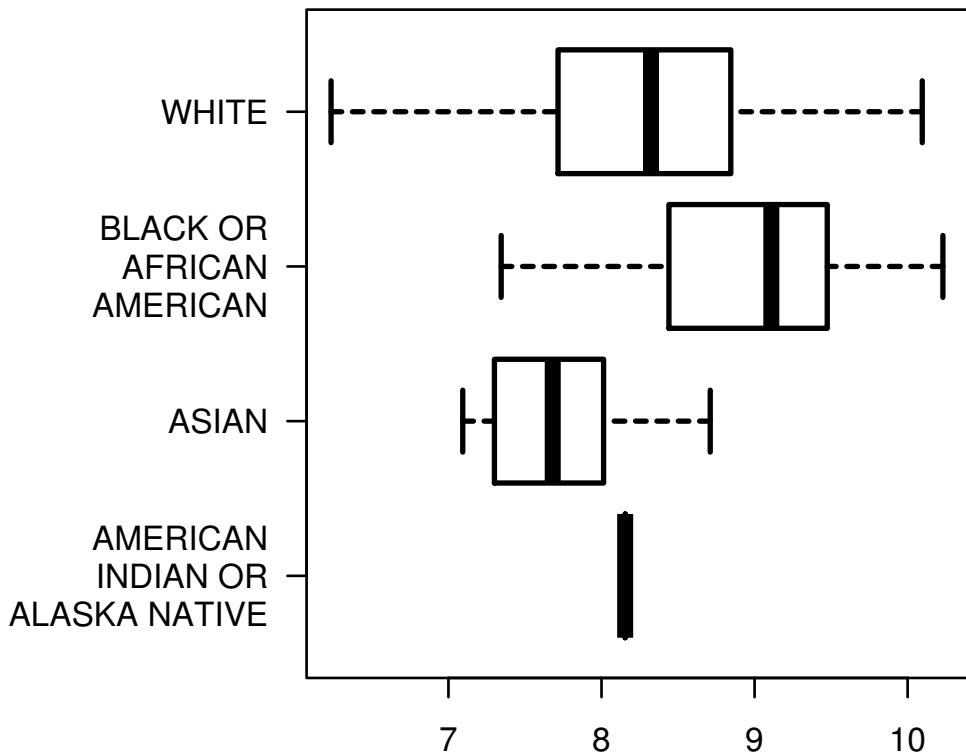 WHITE
BLACK OR
AFRICAN
AMERICAN
ASIAN
AMERICAN
INDIAN OR
ALASKA NATIVE
7 8 9 10